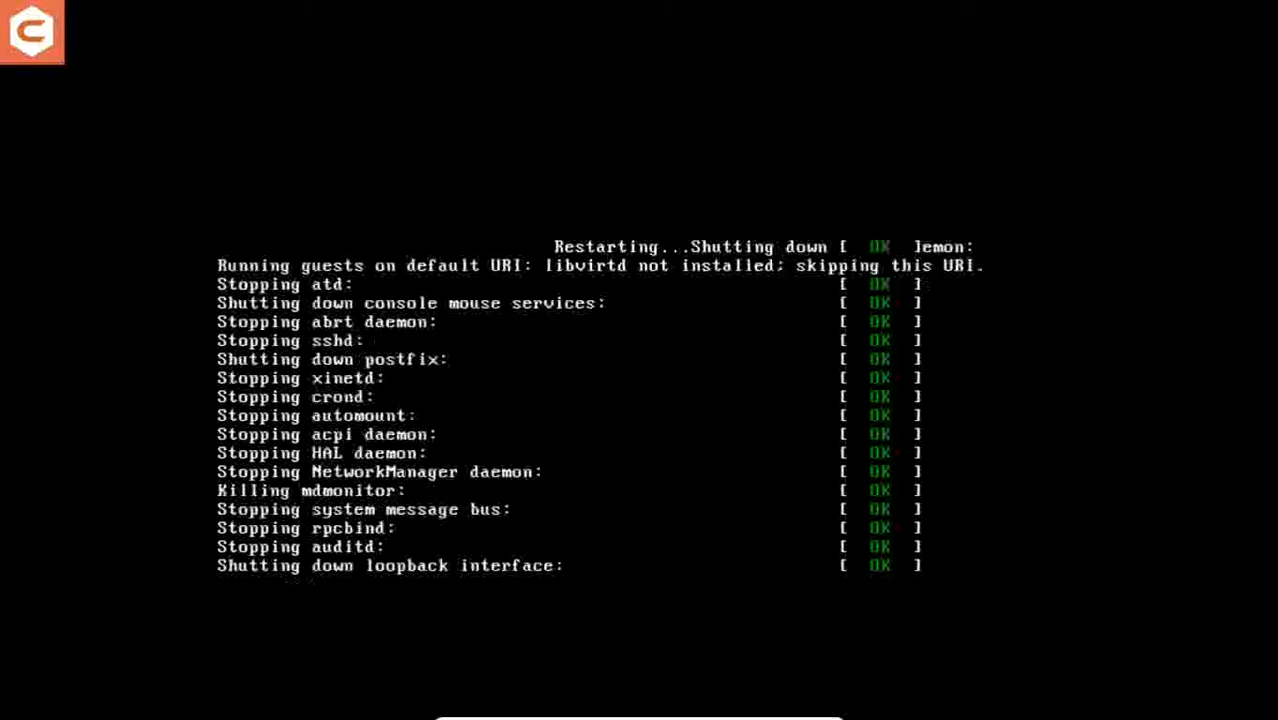 C
Restarting...Shutting down [  OK  ]emon:
Running guests on default URI: libvirtd not installed; skipping this URI.
Stopping atd: [  OK  ]
Shutting down console mouse services: [  OK  ]
Stopping abrt daemon: [  OK  ]
Stopping sshd: [  OK  ]
Shutting down postfix: [  OK  ]
Stopping xinetd: [  OK  ]
Stopping crond: [  OK  ]
Stopping automount: [  OK  ]
Stopping acpi daemon: [  OK  ]
Stopping HAL daemon: [  OK  ]
Stopping NetworkManager daemon: [  OK  ]
Killing mdmonitor: [  OK  ]
Stopping system message bus: [  OK  ]
Stopping rpcbind: [  OK  ]
Stopping auditd: [  OK  ]
Shutting down loopback interface: [  OK  ]